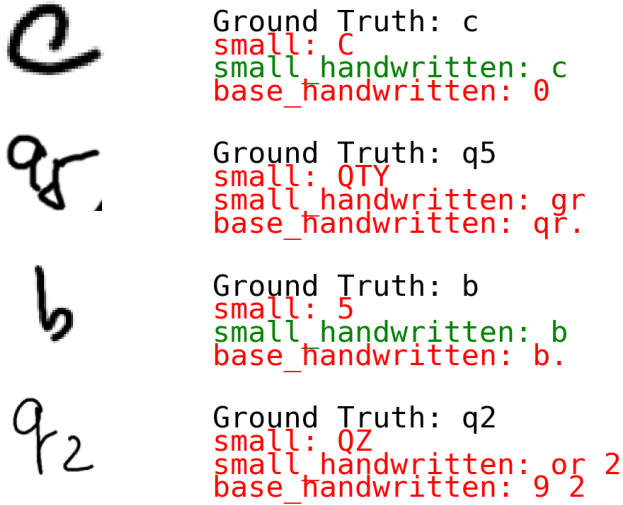 c
Ground Truth: c
small: C
small_handwritten: c
base_handwritten: 0
q5
Ground Truth: q5
small: QTY
small_handwritten: gr
base_handwritten: qr.
b
Ground Truth: b
small: 5
small_handwritten: b
base_handwritten: b.
q2
Ground Truth: q2
small: QZ
small_handwritten: or 2
base_handwritten: 9 2